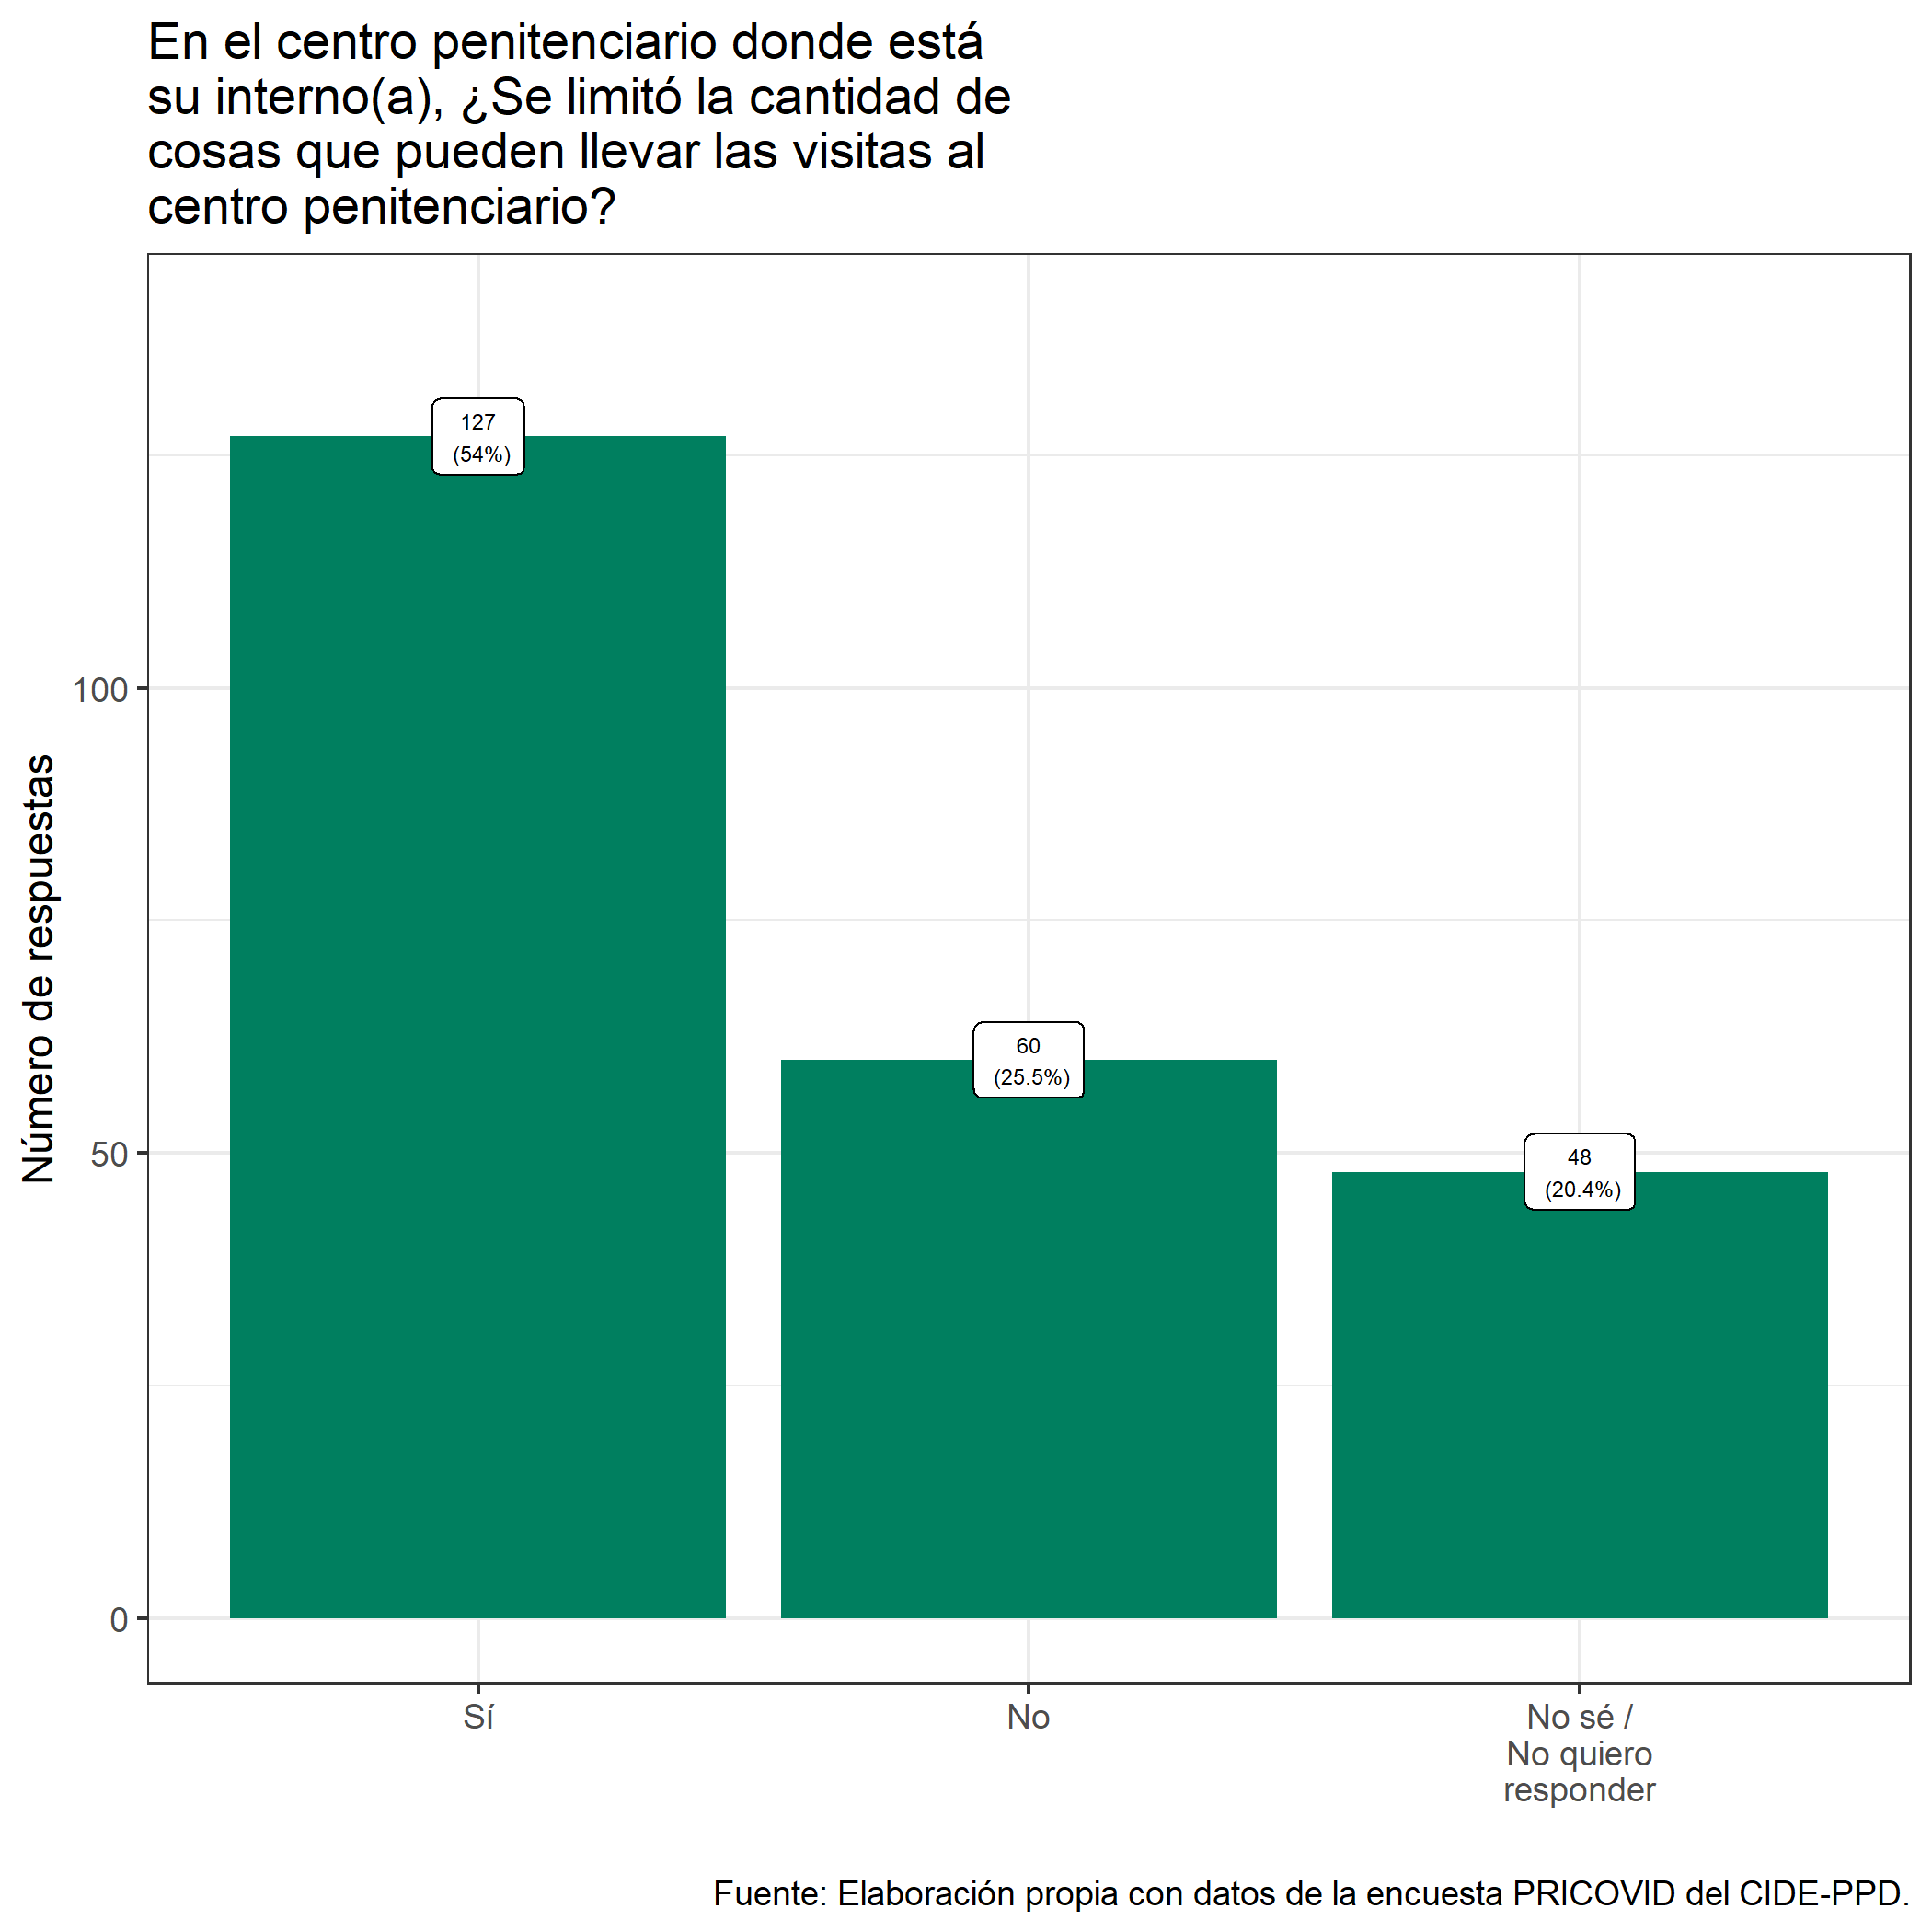 En el centro penitenciario donde está
su interno(a), ¿Se limitó la cantidad de
cosas que pueden llevar las visitas al
centro penitenciario?
Número de respuestas
100
50
0
127
(54%)
60
(25.5%)
48
(20.4%)
Sí
No
No sé /
No quiero
responder
Fuente: Elaboración propia con datos de la encuesta PRICOVID del CIDE-PPD.